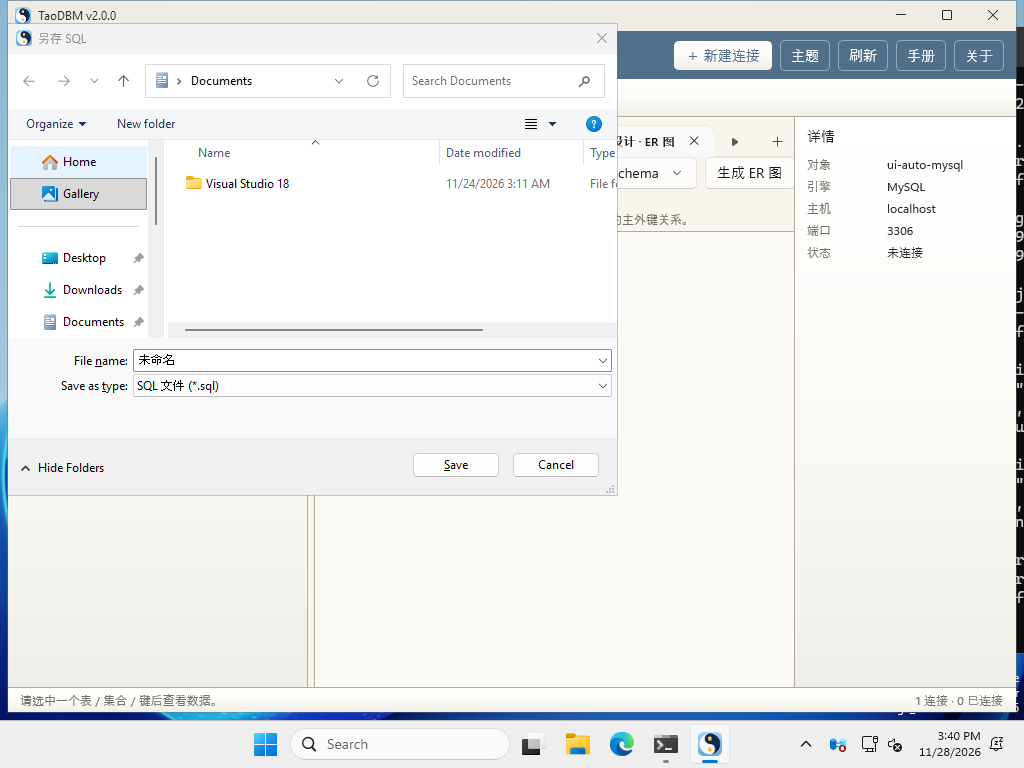 TaoDBM v2.0.0
另存 SQL
Documents
Search Documents
＋ 新建连接
主题
刷新
手册
关于
Organize
New folder
Home
Gallery
Desktop
Downloads
Documents
Name
Date modified
Type
Visual Studio 18
11/24/2026 3:11 AM
File f
File name:
未命名
Save as type:
SQL 文件 (*.sql)
Hide Folders
Save
Cancel
设计 · ER 图
chema
生成 ER 图
的主外键关系。
详情
对象
ui-auto-mysql
引擎
MySQL
主机
localhost
端口
3306
状态
未连接
请选中一个表 / 集合 / 键后查看数据。
1 连接 · 0 已连接
Search
3:40 PM
11/28/2026